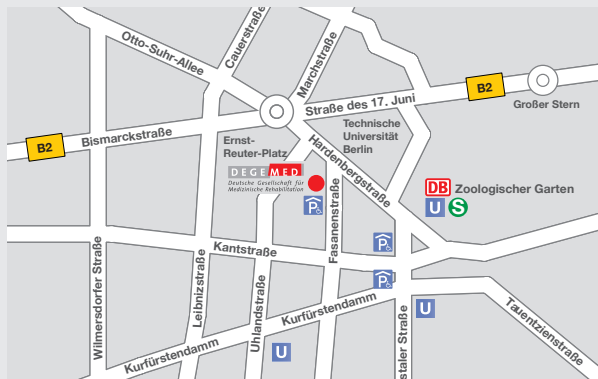 Otto-Suhr-Allee
Cauerstraße
Marchstraße
B2
Straße des 17. Juni
Großer Stern
B2
Bismarckstraße
Ernst-
Reuter-Platz
Technische
Universität
Berlin
Hardenbergstraße
DEGEMED
Deutsche Gesellschaft für
Medizinische Rehabilitation
P
DB Zoologischer Garten
U S
Fasanenstraße
P
Kantstraße
P
Wilmersdorfer Straße
Leibnizstraße
Uhlandstraße
Kurfürstendamm
U
staler Straße
Tauentzienstraße
Kurfürstendamm
U